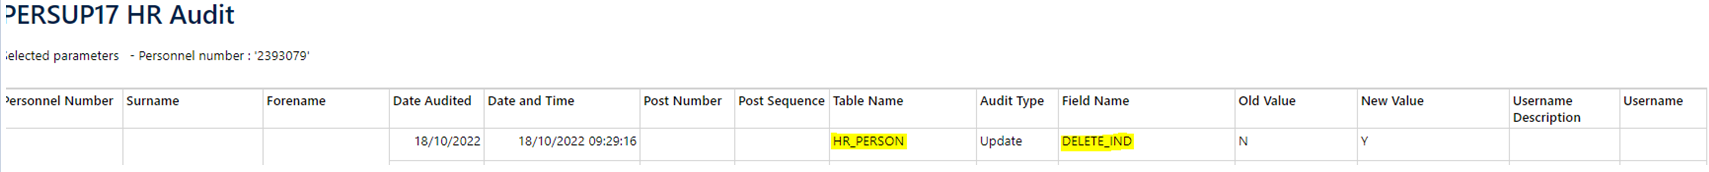 PERSUP17 HR Audit
Selected parameters - Personnel number : '2393079'
Personnel Number Surname Forename Date Audited Date and Time Post Number Post Sequence Table Name Audit Type Field Name Old Value New Value Username Description Username
18/10/2022 18/10/2022 09:29:16 HR_PERSON Update DELETE_IND N Y